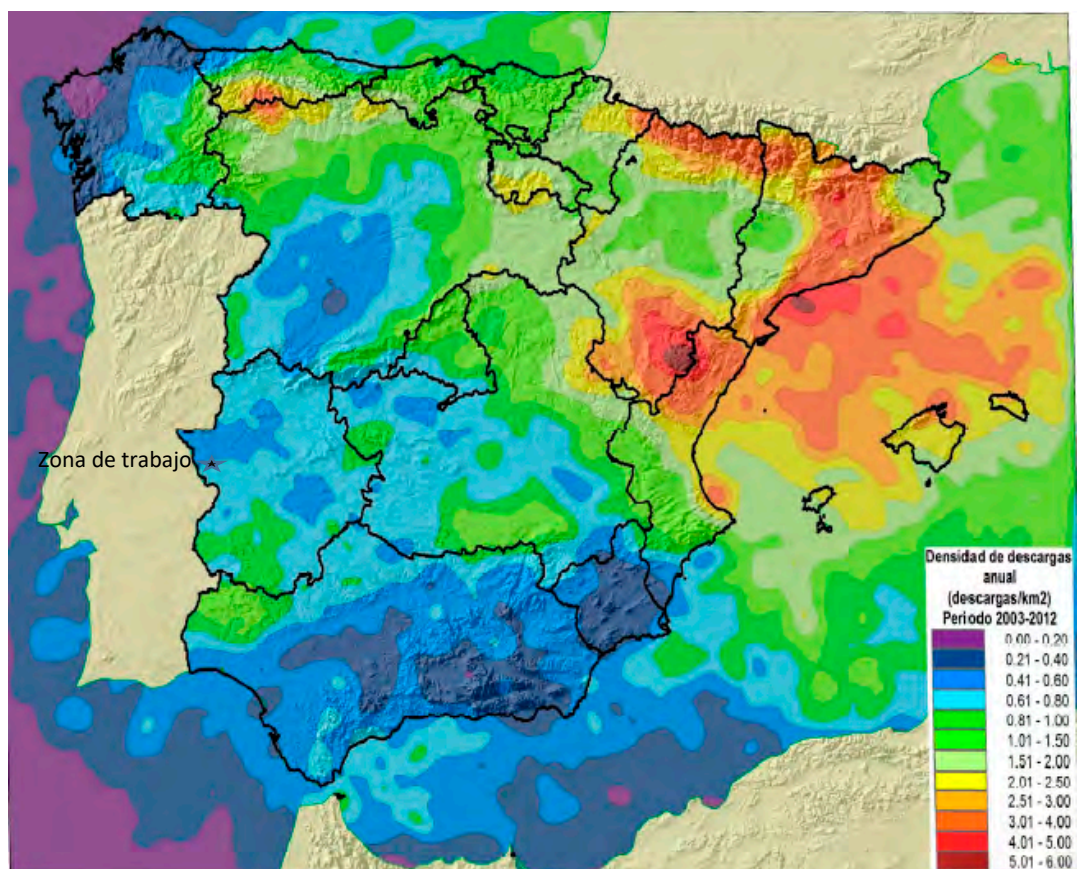 Zona de trabajo
Densidad de descargas
anual
(descargas/km2)
Periodo 2003-2012
0.00 - 0.20
0.21 - 0.40
0.41 - 0.60
0.61 - 0.80
0.81 - 1.00
1.01 - 1.50
1.51 - 2.00
2.01 - 2.50
2.51 - 3.00
3.01 - 4.00
4.01 - 5.00
5.01 - 6.00